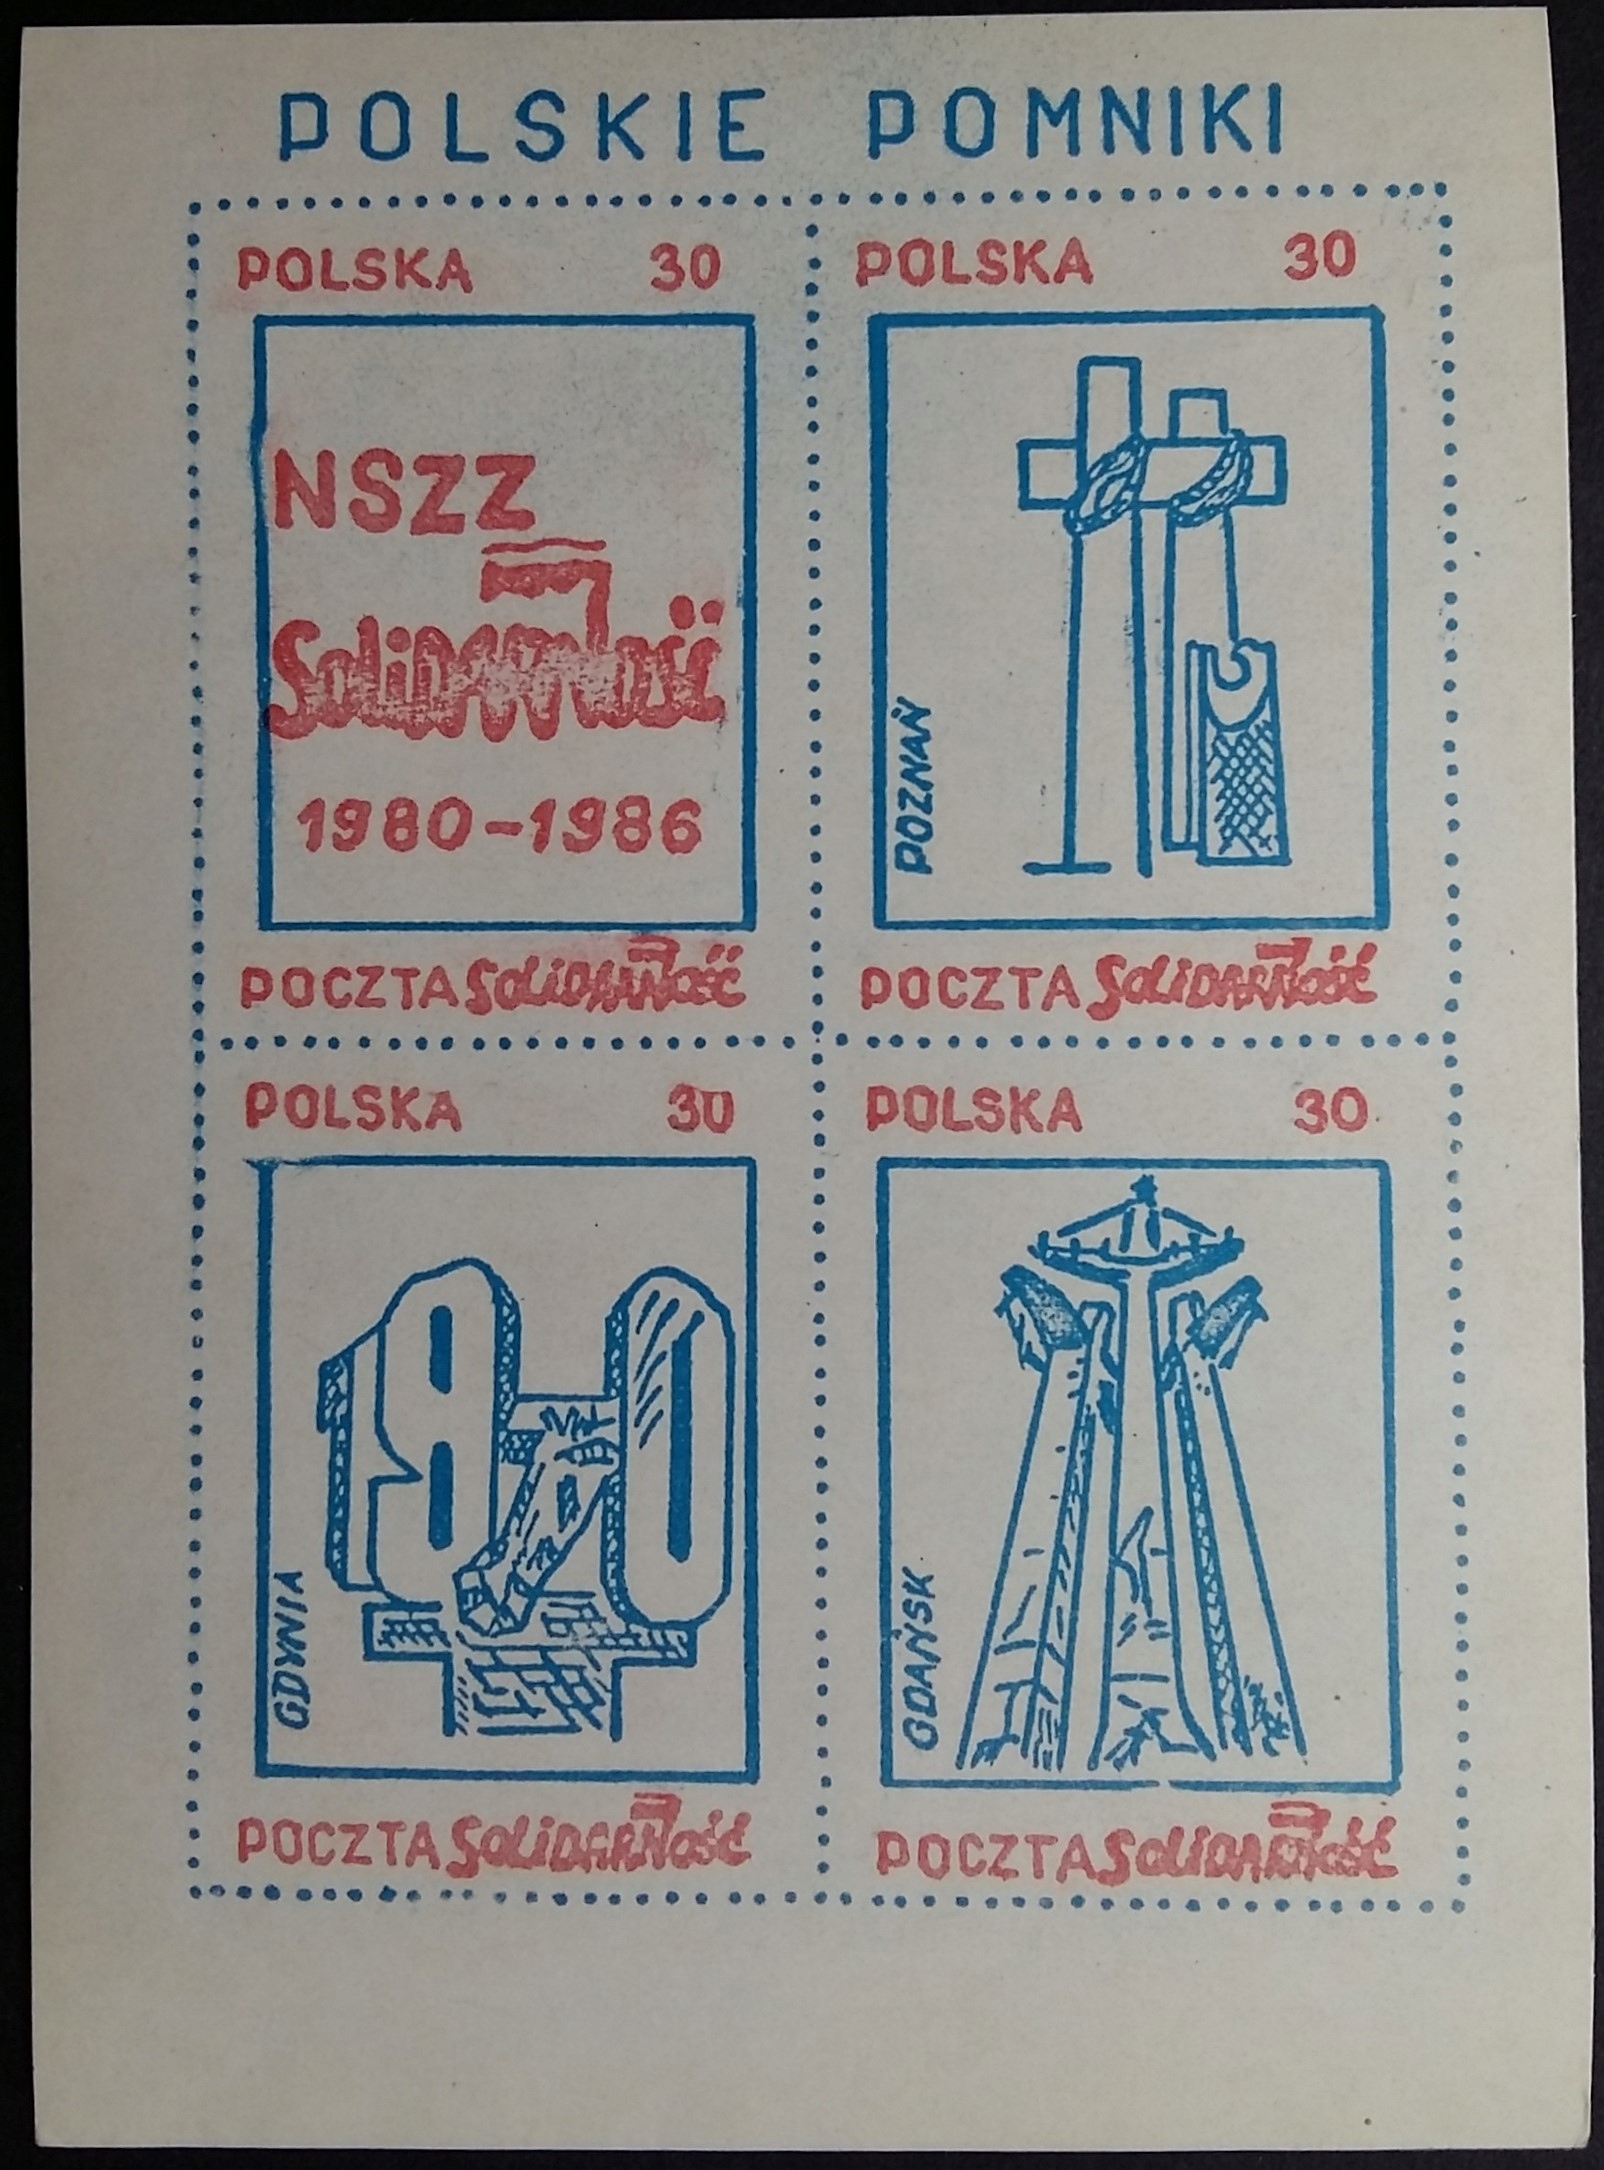 POLSKIE POMNIKI
POLSKA 30
NSZZ
Solidarność
1980-1986
POCZTA Solidarność
POLSKA 30
POZNAŃ
POCZTA Solidarność
POLSKA 30
1970
GDYNIA
POCZTA Solidarność
POLSKA 30
GDAŃSK
POCZTA Solidarność